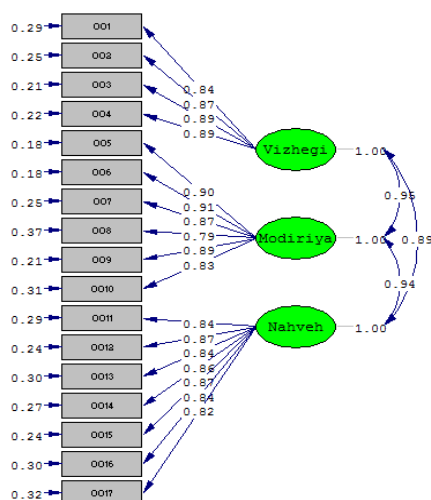 0.29 OO1
0.25 OO2
0.21 OO3
0.22 OO4
0.18 OO5
0.18 OO6
0.25 OO7
0.37 OO8
0.21 OO9
0.31 OO10
0.29 OO11
0.24 OO12
0.30 OO13
0.27 OO14
0.24 OO15
0.30 OO16
0.32 OO17
0.84
0.87
0.89
0.89
0.90
0.91
0.87
0.79
0.89
0.83
0.84
0.87
0.84
0.86
0.87
0.84
0.82
Vizhegi 1.00
Modiriya 1.00
Nahveh 1.00
0.95
0.89
0.94